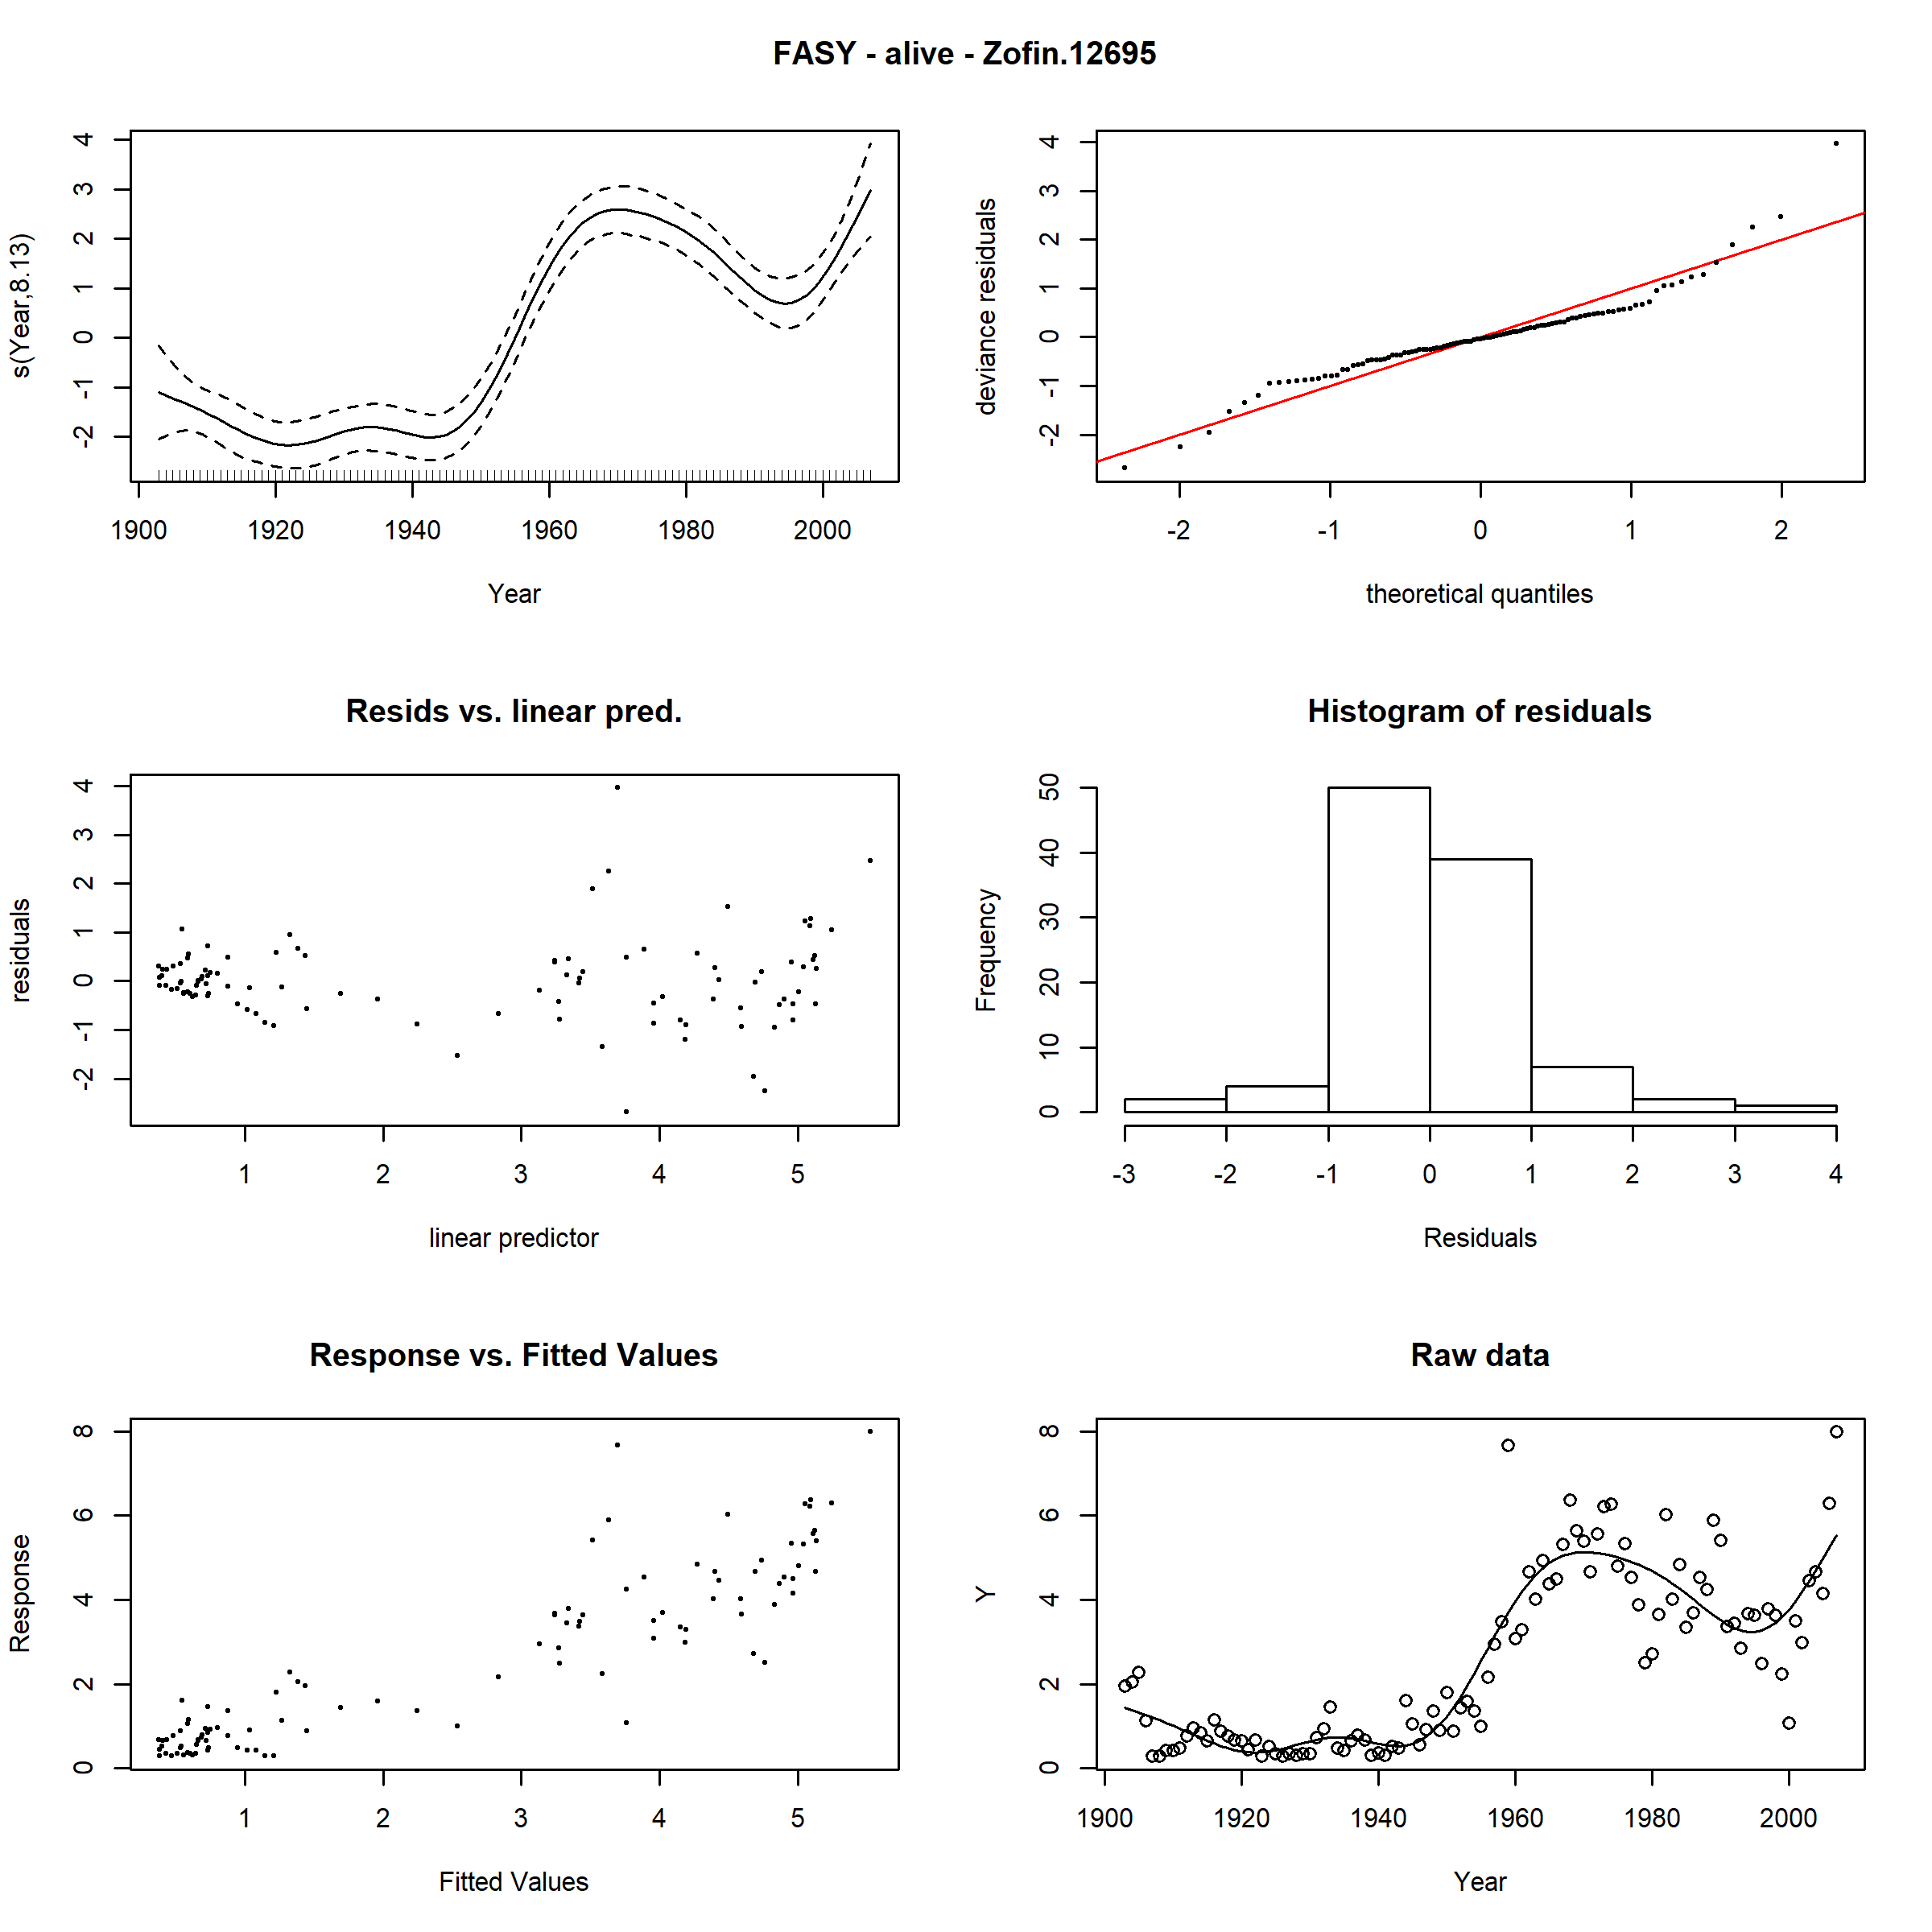 FASY - alive - Zofin.12695
s(Year,8.13)
4
3
2
1
0
-1
-2
1900 1920 1940 1960 1980 2000
Year
deviance residuals
4
3
2
1
0
-1
-2
-2 -1 0 1 2
theoretical quantiles
Resids vs. linear pred.
residuals
4
3
2
1
0
-1
-2
1 2 3 4 5
linear predictor
Histogram of residuals
Frequency
50
40
30
20
10
0
-3 -2 -1 0 1 2 3 4
Residuals
Response vs. Fitted Values
Response
8
6
4
2
0
1 2 3 4 5
Fitted Values
Raw data
Y
8
6
4
2
0
1900 1920 1940 1960 1980 2000
Year